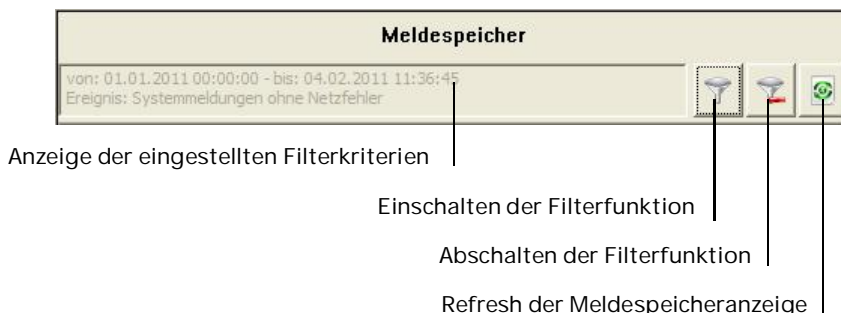 Meldespeicher
von: 01.01.2011 00:00:00 - bis: 04.02.2011 11:36:45
Ereignis: Systemmeldungen ohne Netzfehler
Anzeige der eingestellten Filterkriterien
Einschalten der Filterfunktion
Abschalten der Filterfunktion
Refresh der Meldespeicheranzeige